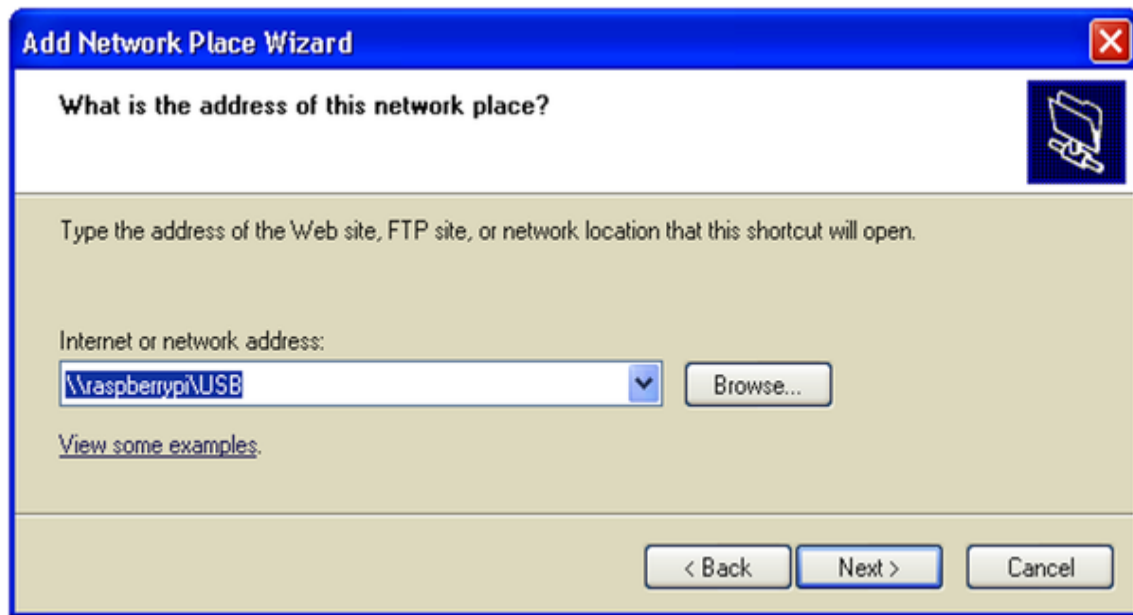 Add Network Place Wizard
What is the address of this network place?
Type the address of the Web site, FTP site, or network location that this shortcut will open.
Internet or network address:
\\raspberrypi\USB
Browse...
View some examples.
< Back
Next >
Cancel